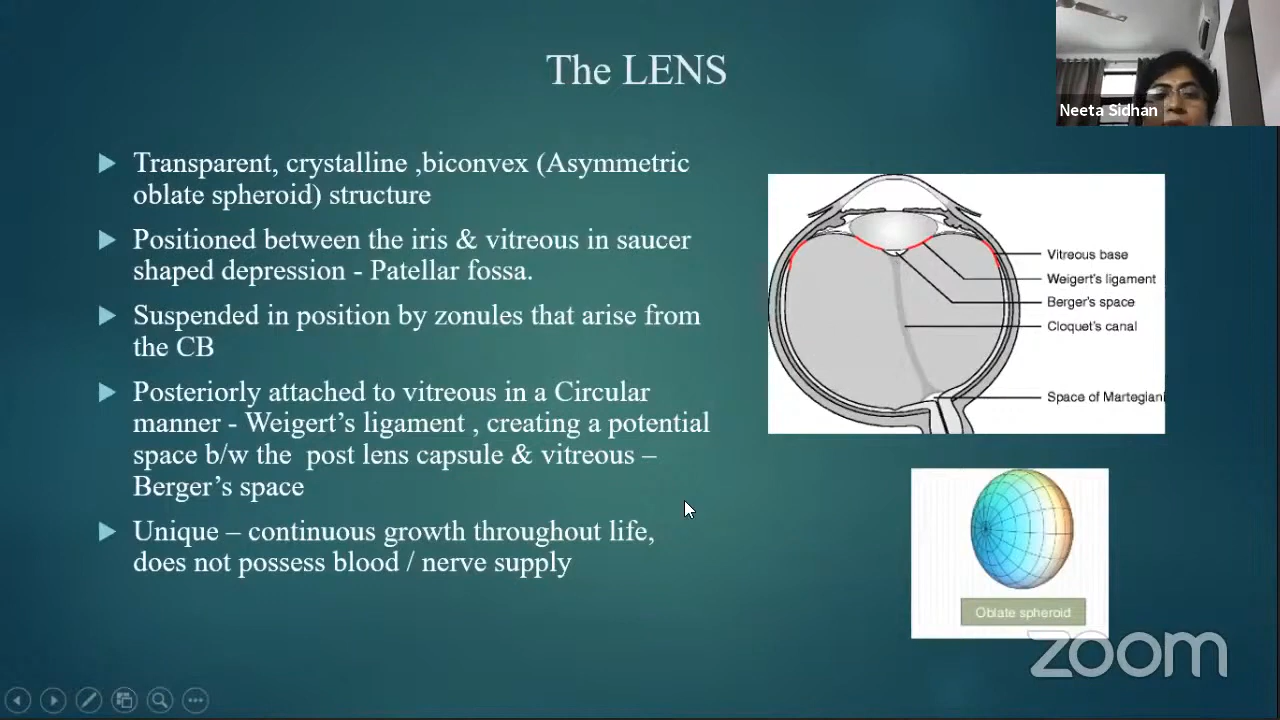 The LENS
Neeta Sidhan
Transparent, crystalline ,biconvex (Asymmetric
oblate spheroid) structure
Positioned between the iris & vitreous in saucer
shaped depression - Patellar fossa.
Suspended in position by zonules that arise from
the CB
Posteriorly attached to vitreous in a Circular
manner - Weigert’s ligament , creating a potential
space b/w the post lens capsule & vitreous –
Berger’s space
Unique – continuous growth throughout life,
does not possess blood / nerve supply
Vitreous base
Weigert's ligament
Berger's space
Cloquet's canal
Space of Martegiani
Oblate spheroid
zoom